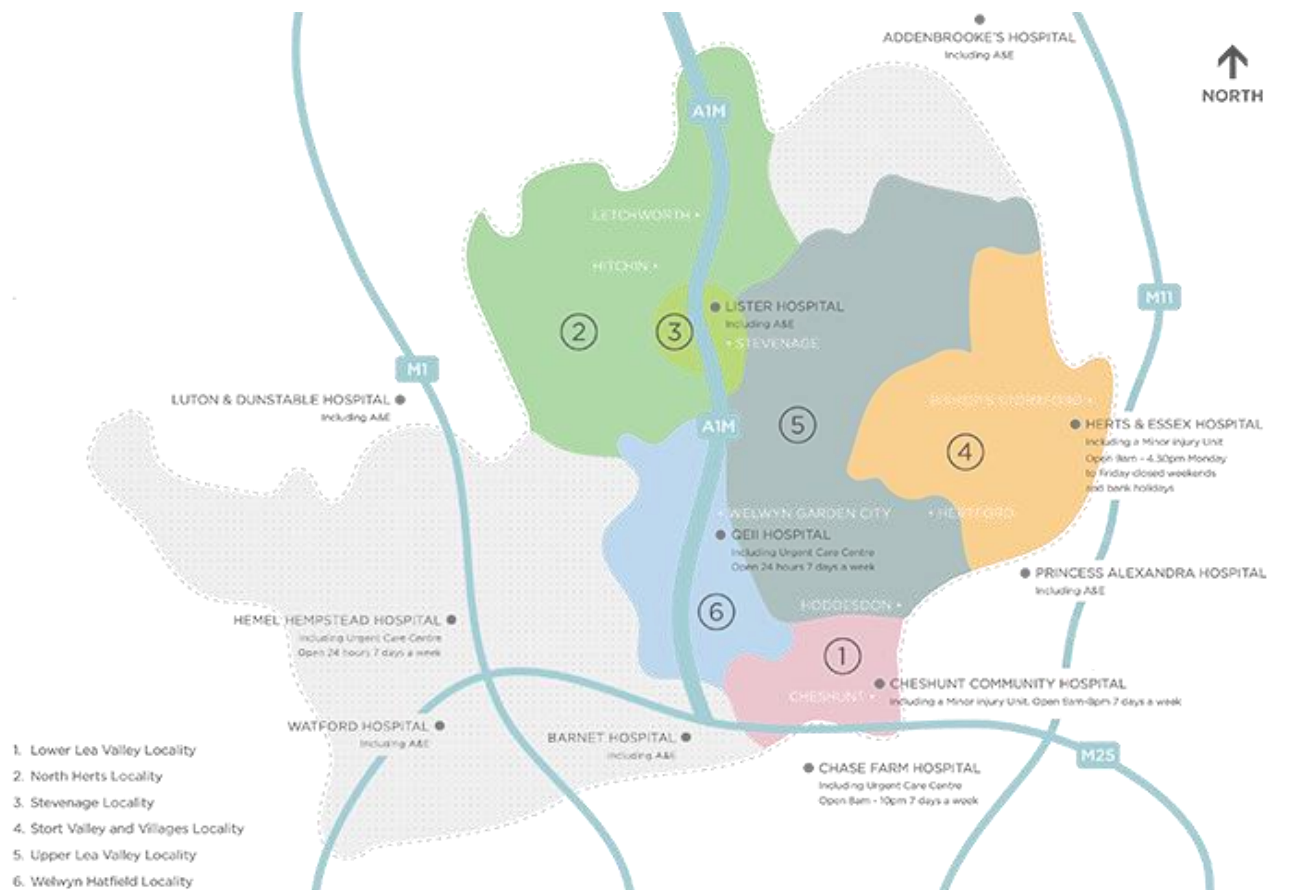 ADDENBROOKE'S HOSPITAL
Including A&E
NORTH
A1M
LETCHWORTH
HITCHIN
M11
LISTER HOSPITAL
Including A&E
2
3
STEVENAGE
M1
LUTON & DUNSTABLE HOSPITAL
Including A&E
BISHOP'S STORTFORD
A1M
5
HERTS & ESSEX HOSPITAL
Including a Minor injury Unit
Open 9am - 4.30pm Monday
to Friday closed weekends
and bank holidays
4
WELWYN GARDEN CITY
HERTFORD
QEII HOSPITAL
Including Urgent Care Centre
Open 24 hours 7 days a week
PRINCESS ALEXANDRA HOSPITAL
Including A&E
HODDESDON
6
HEMEL HEMPSTEAD HOSPITAL
Including Urgent Care Centre
Open 24 hours 7 days a week
1
CHESHUNT COMMUNITY HOSPITAL
CHESHUNT
Including a Minor injury Unit. Open 8am-8pm 7 days a week
WATFORD HOSPITAL
Including A&E
BARNET HOSPITAL
Including A&E
M25
CHASE FARM HOSPITAL
Including Urgent Care Centre
Open 8am - 10pm 7 days a week
1. Lower Lea Valley Locality
2. North Herts Locality
3. Stevenage Locality
4. Stort Valley and Villages Locality
5. Upper Lea Valley Locality
6. Welwyn Hatfield Locality